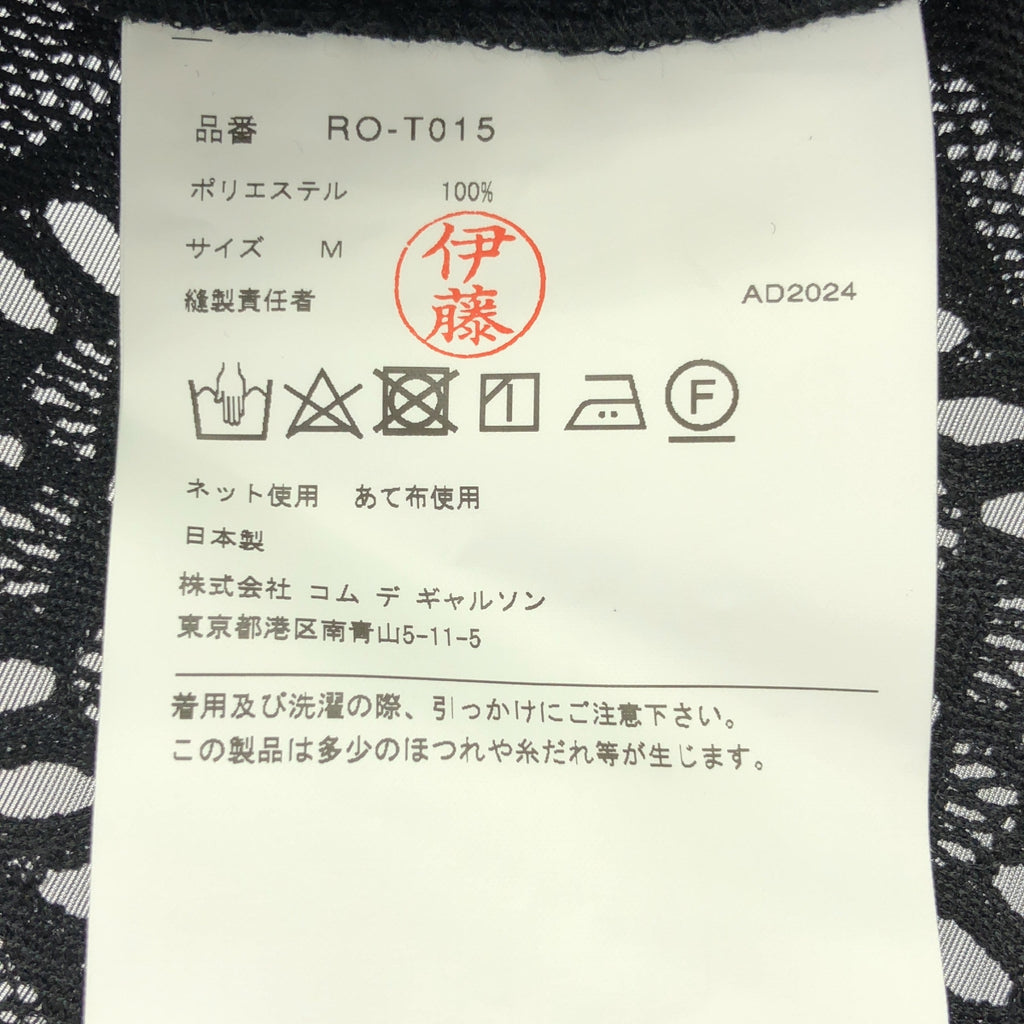 品番 RO-T015
ポリエステル 100%
サイズ M
縫製責任者 伊藤 AD2024
F
ネット使用 あて布使用
日本製
株式会社 コム デ ギャルソン
東京都港区南青山5-11-5
着用及び洗濯の際、引っかけにご注意下さい。
この製品は多少のほつれや糸だれ等が生じます。